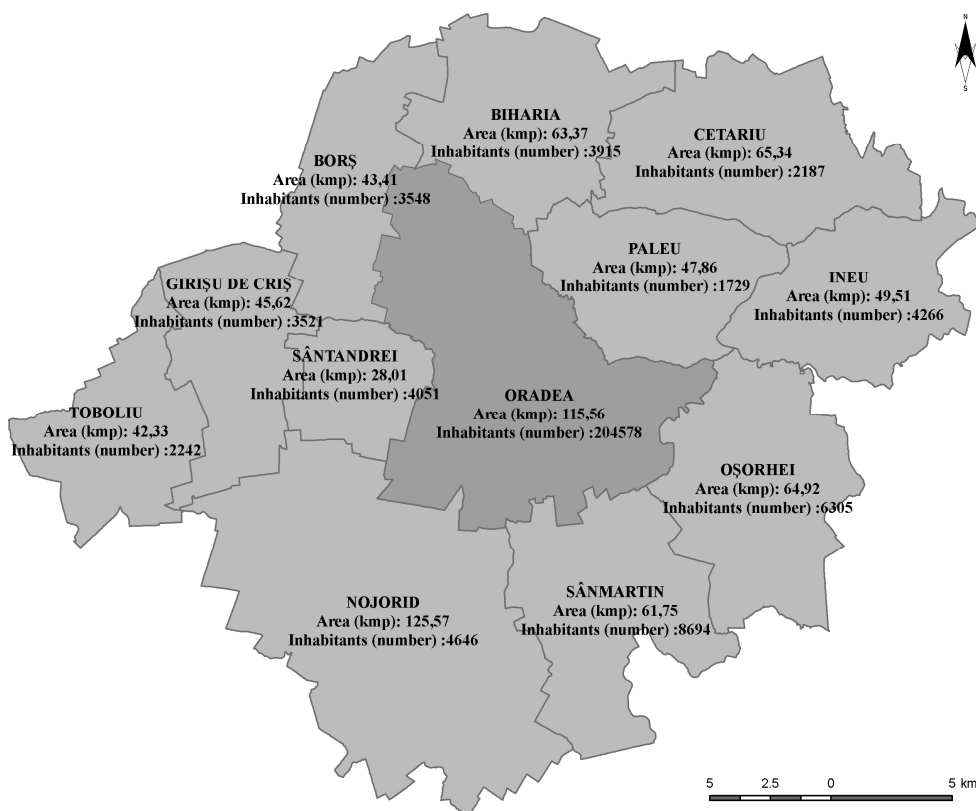 N
S
BIHARIA
Area (kmp): 63,37
Inhabitants (number) :3915
CETARIU
Area (kmp): 65,34
Inhabitants (number) :2187
BORŞ
Area (kmp): 43,41
Inhabitants (number) :3548
PALEU
Area (kmp): 47,86
Inhabitants (number) :1729
INEU
Area (kmp): 49,51
Inhabitants (number) :4266
GIRIŞU DE CRIŞ
Area (kmp): 45,62
Inhabitants (number) :3521
SÂNTANDREI
Area (kmp): 28,01
Inhabitants (number) :4051
ORADEA
Area (kmp): 115,56
Inhabitants (number) :204578
TOBOLIU
Area (kmp): 42,33
Inhabitants (number) :2242
OŞORHEI
Area (kmp): 64,92
Inhabitants (number) :6305
NOJORID
Area (kmp): 125,57
Inhabitants (number) :4646
SÂNMARTIN
Area (kmp): 61,75
Inhabitants (number) :8694
5 2.5 0 5 km